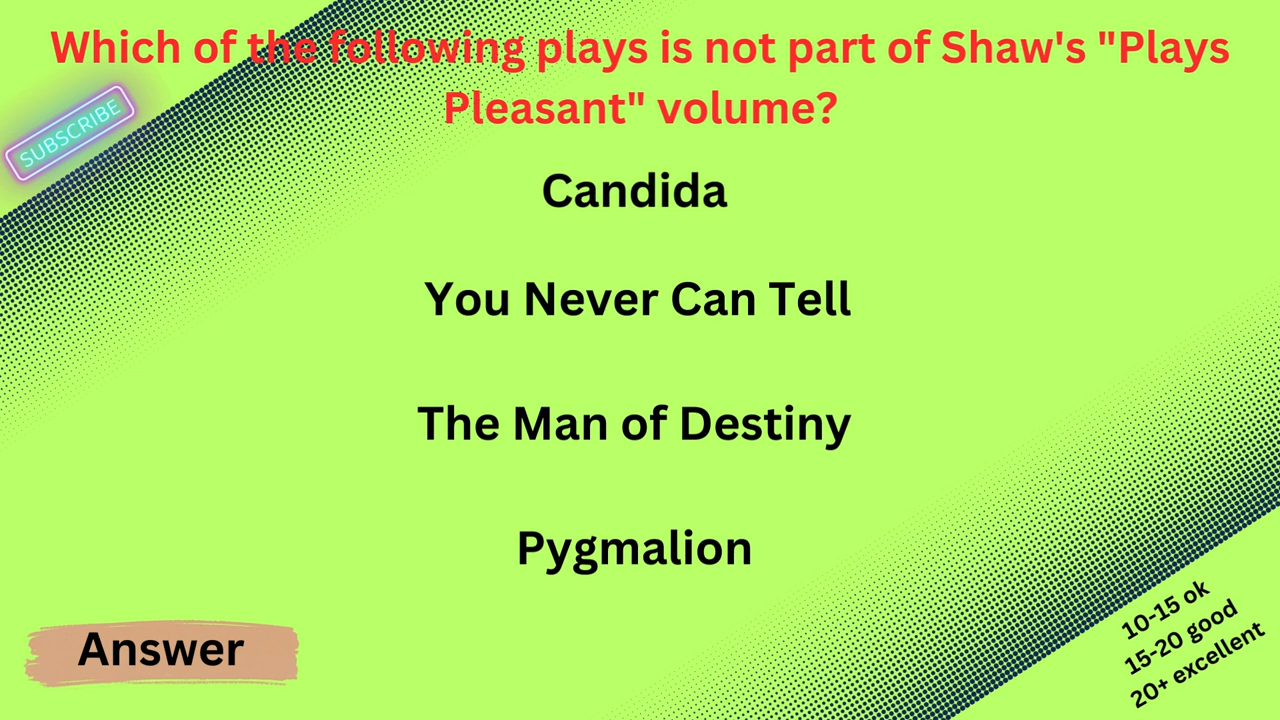 Which of the following plays is not part of Shaw's "Plays
Pleasant" volume?
SUBSCRIBE
Candida
You Never Can Tell
The Man of Destiny
Pygmalion
Answer
10-15 ok
15-20 good
20+ excellent